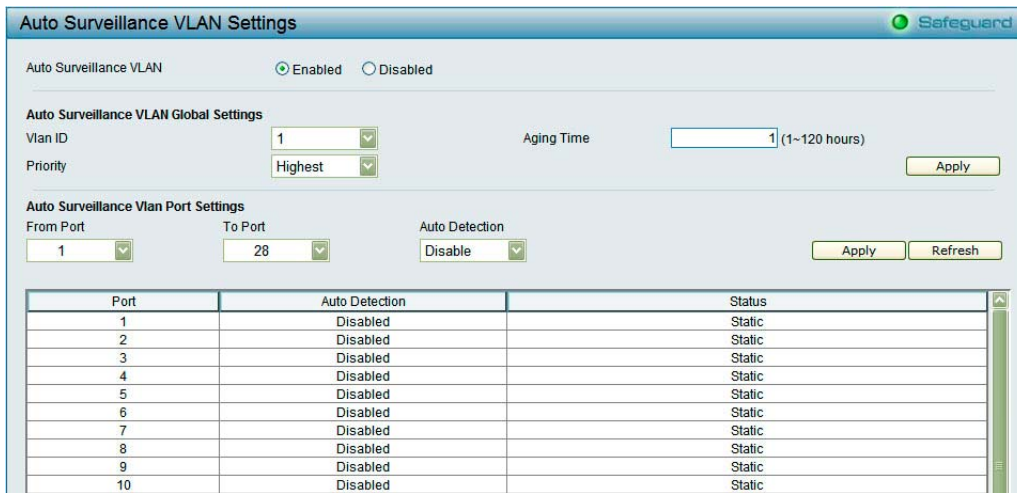 Auto Surveillance VLAN Settings Safeguard
Auto Surveillance VLAN Enabled Disabled
Auto Surveillance VLAN Global Settings
Vlan ID 1 Aging Time 1 (1~120 hours)
Priority Highest Apply
Auto Surveillance Vlan Port Settings
From Port To Port Auto Detection
1 28 Disable Apply Refresh
Port Auto Detection Status
1 Disabled Static
2 Disabled Static
3 Disabled Static
4 Disabled Static
5 Disabled Static
6 Disabled Static
7 Disabled Static
8 Disabled Static
9 Disabled Static
10 Disabled Static